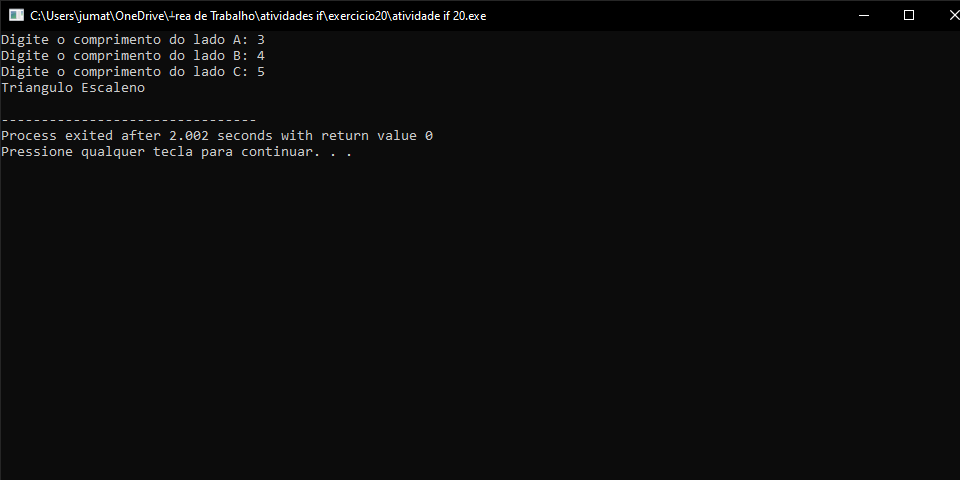 C:\Users\jumat\OneDrive\┴rea de Trabalho\atividades if\exercicio20\atividade if 20.exe
Digite o comprimento do lado A: 3
Digite o comprimento do lado B: 4
Digite o comprimento do lado C: 5
Triangulo Escaleno
--------------------------------
Process exited after 2.002 seconds with return value 0
Pressione qualquer tecla para continuar. . .